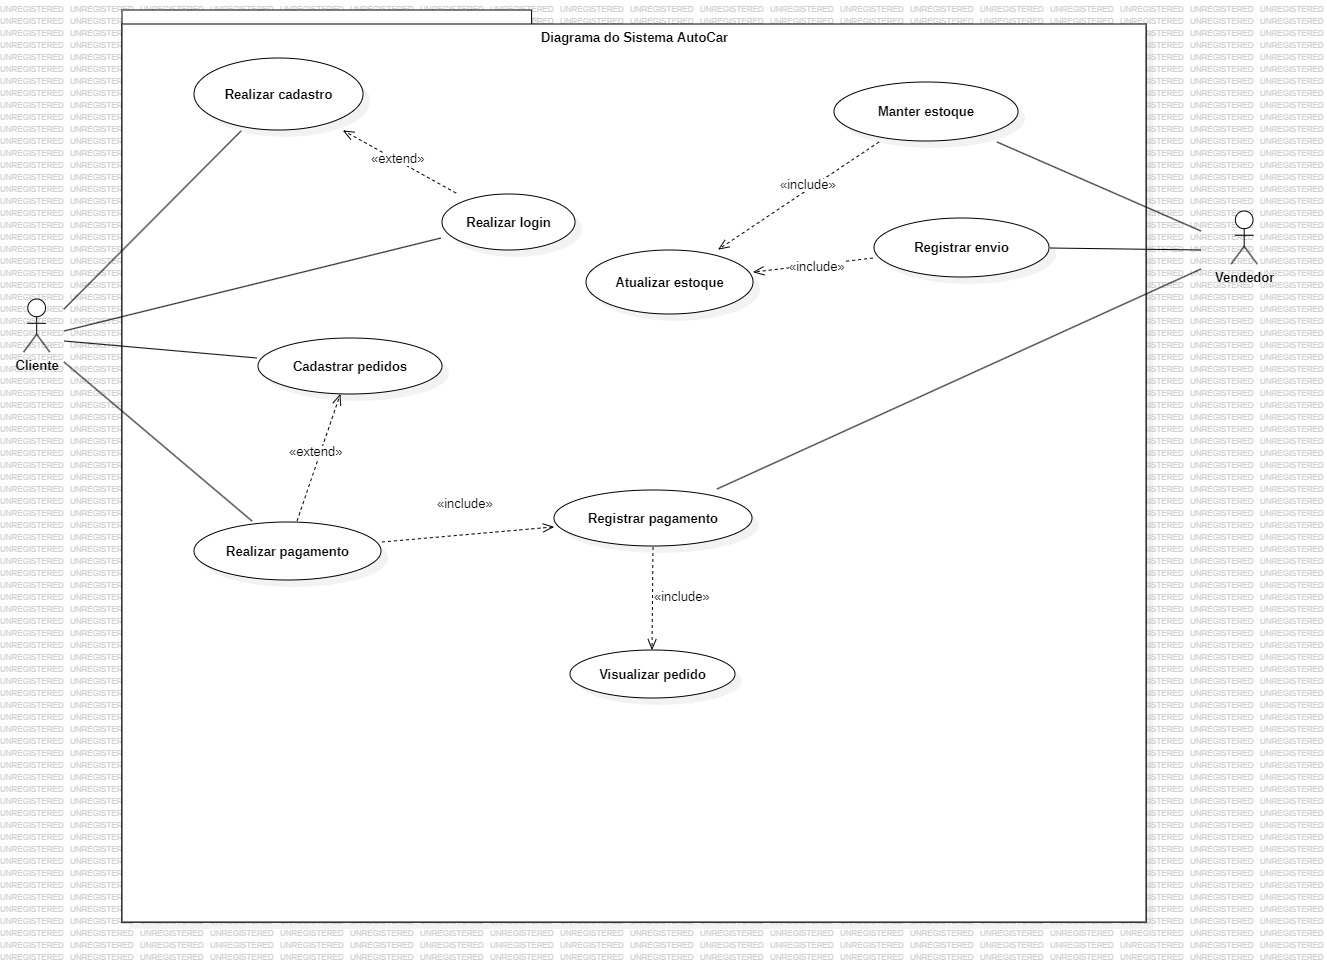 Diagrama do Sistema AutoCar
Realizar cadastro
Manter estoque
«extend»
«include»
Realizar login
Registrar envio
«include»
Atualizar estoque
Vendedor
Cliente
Cadastrar pedidos
«extend»
«include»
Registrar pagamento
Realizar pagamento
«include»
Visualizar pedido
UNREGISTERED